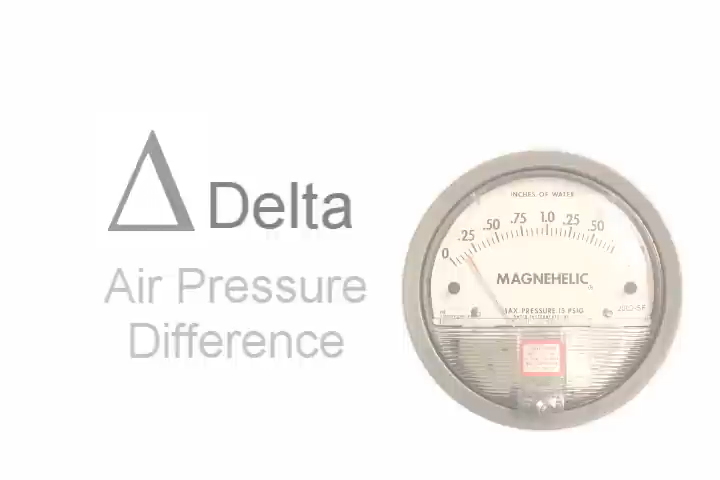 Δ Delta
Air Pressure
Difference
INCHES OF WATER
0 .25 .50 .75 1.0 .25 .50
MAGNEHELIC
MAX. PRESSURE 15 PSIG